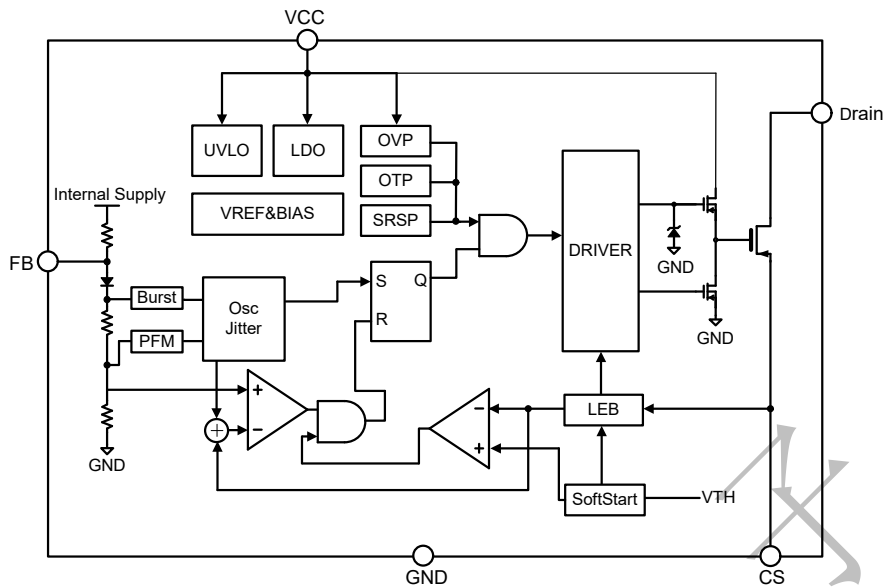 VCC
Drain
UVLO
LDO
OVP
OTP
SRSP
VREF&BIAS
Internal Supply
FB
DRIVER
GND
GND
Burst
PFM
Osc
Jitter
S
Q
R
+
−
+
GND
−
+
LEB
SoftStart
VTH
GND
CS